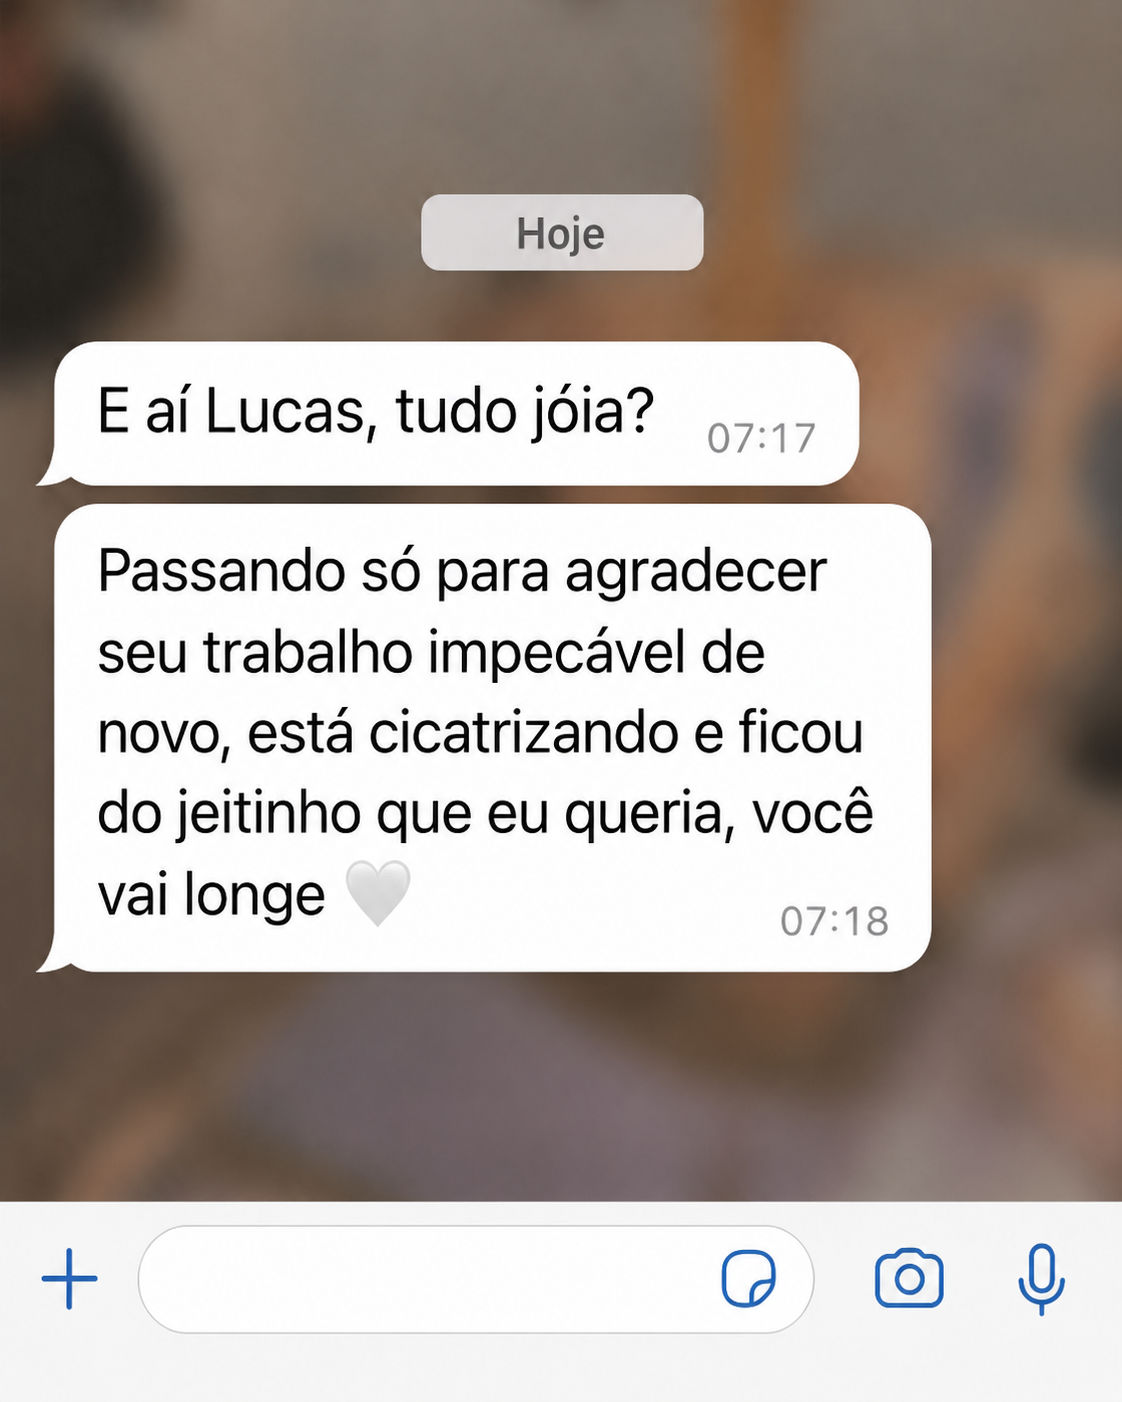 Hoje
E aí Lucas, tudo jóia?
07:17
Passando só para agradecer
seu trabalho impecável de
novo, está cicatrizando e ficou
do jeitinho que eu queria, você
vai longe 🤍
07:18